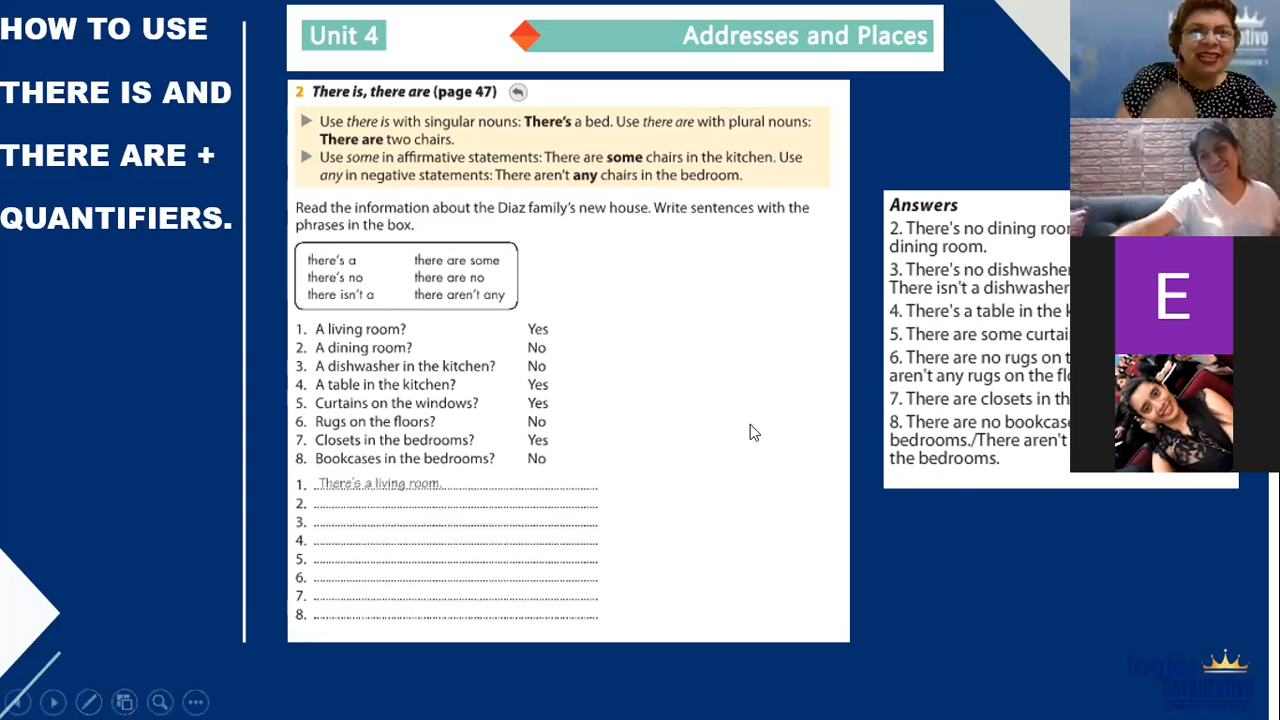 HOW TO USE
THERE IS AND
THERE ARE +
QUANTIFIERS.
Unit 4
Addresses and Places
2 There is, there are (page 47)
Use there is with singular nouns: There's a bed. Use there are with plural nouns:
There are two chairs.
Use some in affirmative statements: There are some chairs in the kitchen. Use
any in negative statements: There aren't any chairs in the bedroom.
Read the information about the Diaz family's new house. Write sentences with the
phrases in the box.
there's a there are some
there's no there are no
there isn't a there aren't any
1. A living room? Yes
2. A dining room? No
3. A dishwasher in the kitchen? No
4. A table in the kitchen? Yes
5. Curtains on the windows? Yes
6. Rugs on the floors? No
7. Closets in the bedrooms? Yes
8. Bookcases in the bedrooms? No
1. There's a living room.
2.
3.
4.
5.
6.
7.
8.
Answers
2. There's no dining
dining room.
3. There's no dishwasher
There isn't a dishwasher
4. There's a table in the
5. There are some
6. There are no rugs on
aren't any rugs on the
7. There are closets in
8. There are no
bedrooms./There aren't
the bedrooms.
E
Ingles
Corporativo